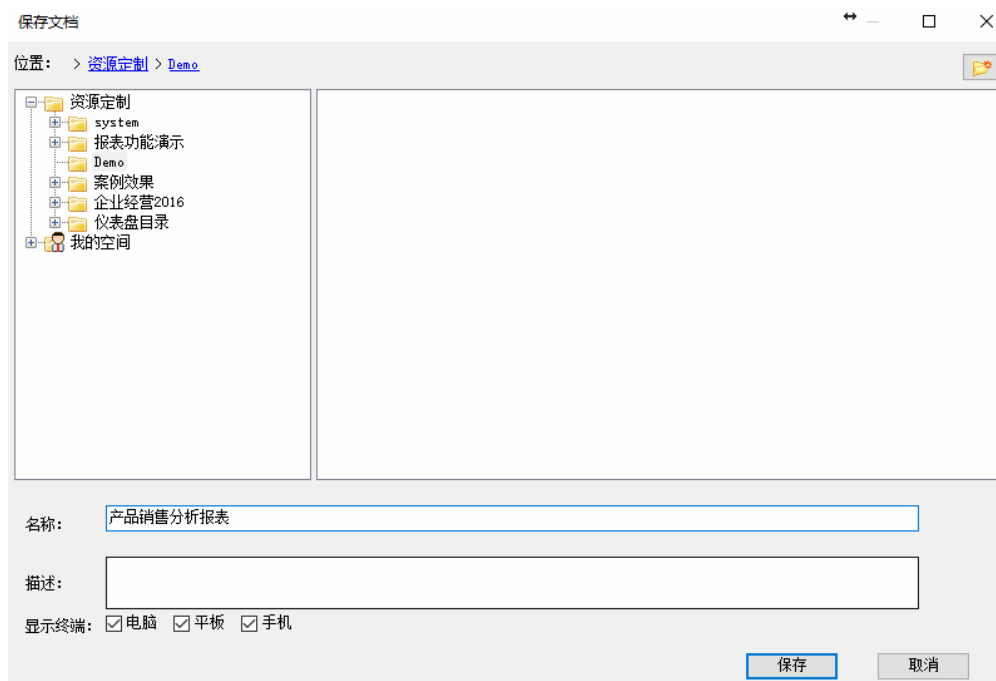 保存文档
位置： > 资源定制 > Demo
资源定制
system
报表功能演示
Demo
案例效果
企业经营2016
仪表盘目录
我的空间
名称： 产品销售分析报表
描述：
显示终端： 电脑 平板 手机
保存 取消